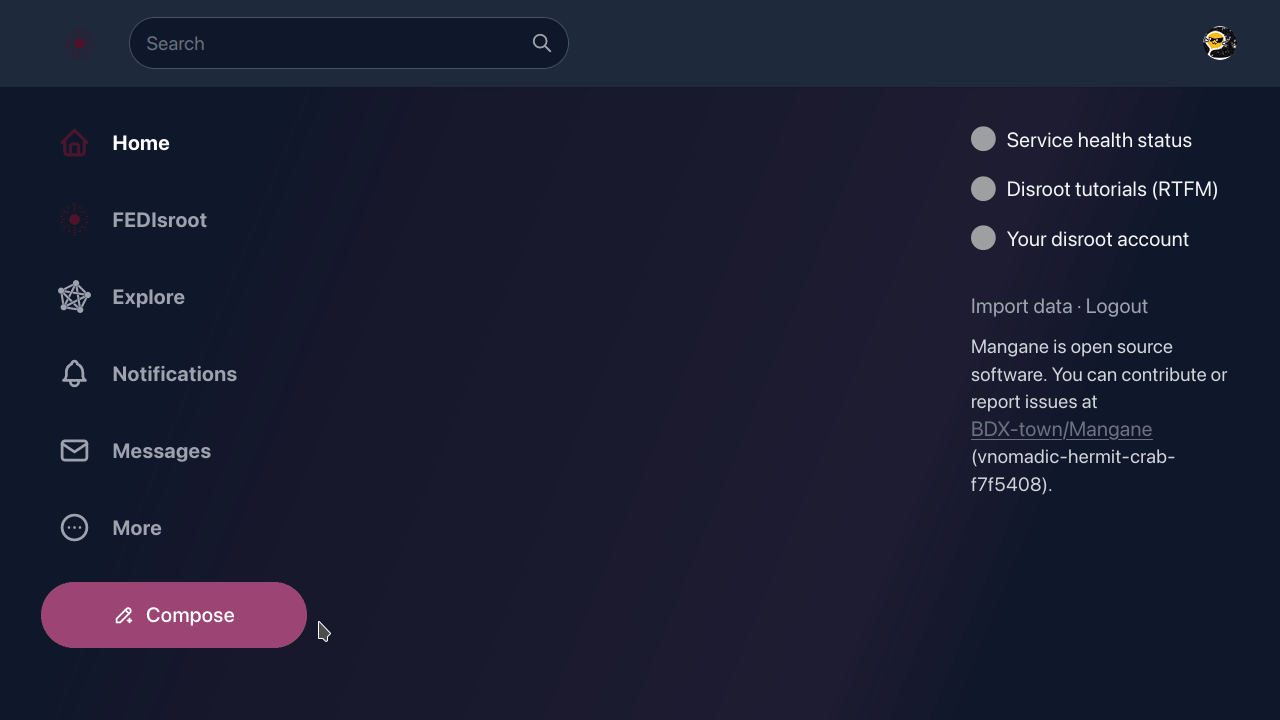 Search
Home
FEDIsroot
Explore
Notifications
Messages
More
Compose
Service health status
Disroot tutorials (RTFM)
Your disroot account
Import data · Logout
Mangane is open source
software. You can contribute or
report issues at
BDX-town/Mangane
(vnomadic-hermit-crab-
f7f5408).